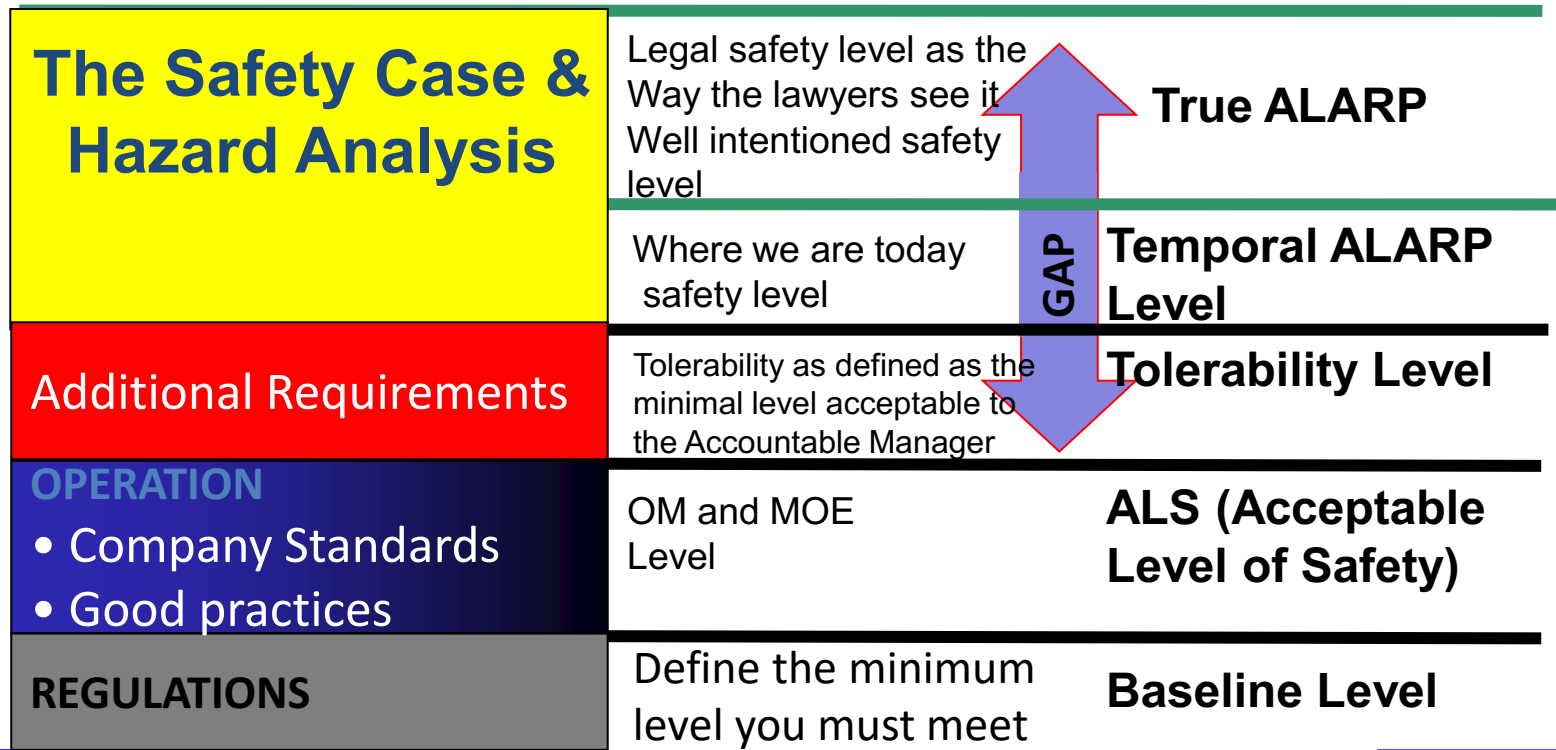 The Safety Case &
Hazard Analysis
Legal safety level as the
Way the lawyers see it
Well intentioned safety
level
True ALARP
Where we are today
safety level
GAP
Temporal ALARP
Level
Additional Requirements
Tolerability as defined as the
minimal level acceptable to
the Accountable Manager
Tolerability Level
OPERATION
• Company Standards
• Good practices
OM and MOE
Level
ALS (Acceptable
Level of Safety)
REGULATIONS
Define the minimum
level you must meet
Baseline Level